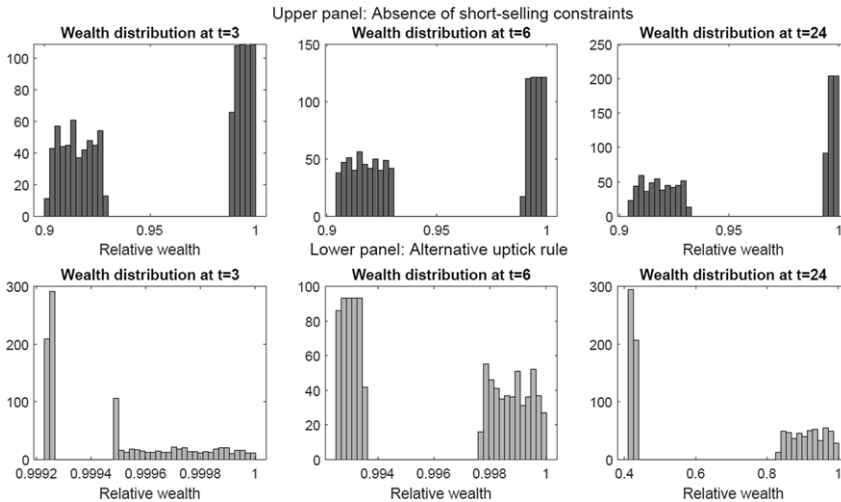 Upper panel: Absence of short-selling constraints
Wealth distribution at t=3 Wealth distribution at t=6 Wealth distribution at t=24
100
80
60
40
20
0
0.9 0.95 1
Relative wealth
150
100
50
0
0.9 0.95 1
Relative wealth
250
200
150
100
50
0
0.9 0.95 1
Relative wealth
Lower panel: Alternative uptick rule
Wealth distribution at t=3 Wealth distribution at t=6 Wealth distribution at t=24
300
200
100
0
0.9992 0.9994 0.9996 0.9998 1
Relative wealth
100
80
60
40
20
0
0.994 0.996 0.998 1
Relative wealth
300
200
100
0
0.4 0.6 0.8 1
Relative wealth